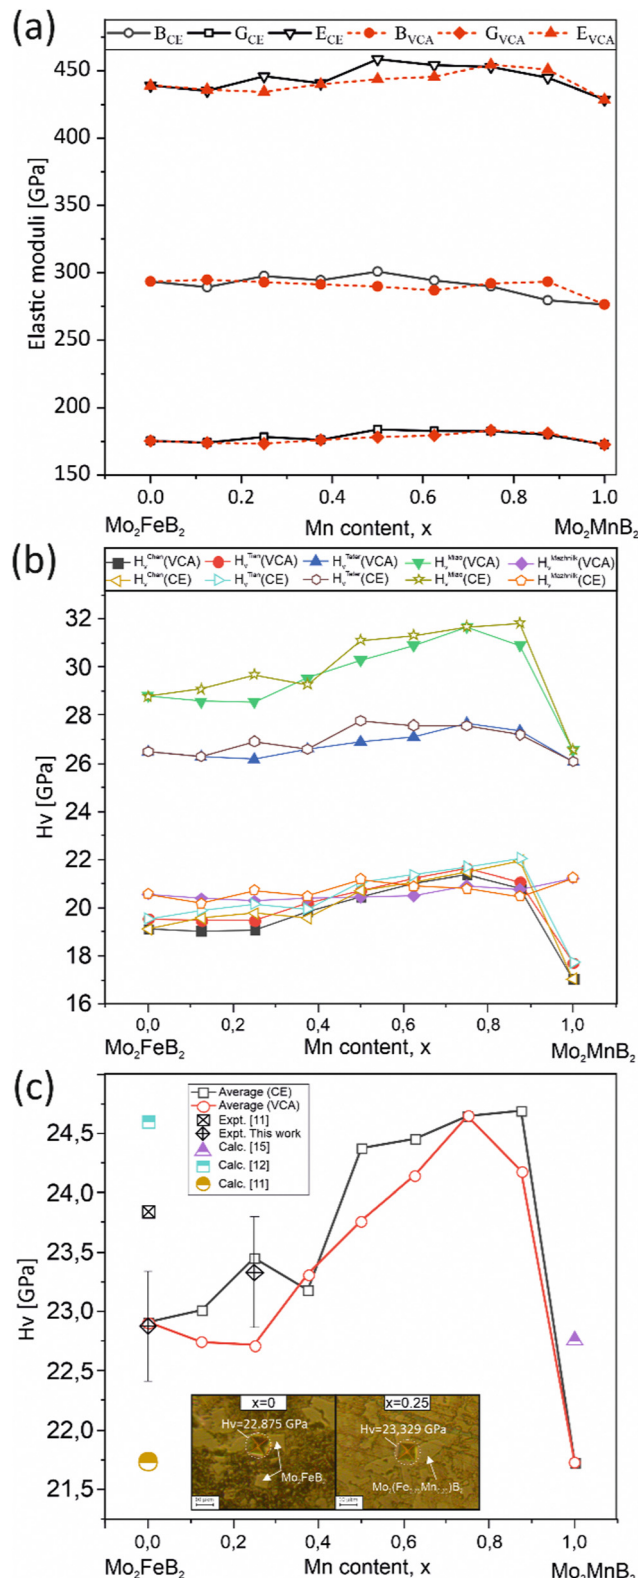 (a)
B_CE G_CE E_CE B_VCA G_VCA E_VCA
Elastic moduli [GPa]
450
400
350
300
250
200
150
0.0 0.2 0.4 0.6 0.8 1.0
Mo₂FeB₂ Mn content, x Mo₂MnB₂
(b)
Hᵥ^Chen(VCA) Hᵥ^Tian(VCA) Hᵥ^Teter(VCA) Hᵥ^Miao(VCA) Hᵥ^Mazhnik(VCA)
Hᵥ^Chen(CE) Hᵥ^Tian(CE) Hᵥ^Teter(CE) Hᵥ^Miao(CE) Hᵥ^Mazhnik(CE)
Hv [GPa]
32
30
28
26
24
22
20
18
16
0,0 0,2 0,4 0,6 0,8 1,0
Mo₂FeB₂ Mn content, x Mo₂MnB₂
(c)
Average (CE)
Average (VCA)
Expt. [11]
Expt. This work
Calc. [15]
Calc. [12]
Calc. [11]
Hv [GPa]
24,5
24,0
23,5
23,0
22,5
22,0
21,5
x=0 x=0.25
Hv=22,875 GPa Hv=23,329 GPa
0,0 0,2 0,4 0,6 0,8 1,0
Mo₂FeB₂ Mn content, x Mo₂MnB₂